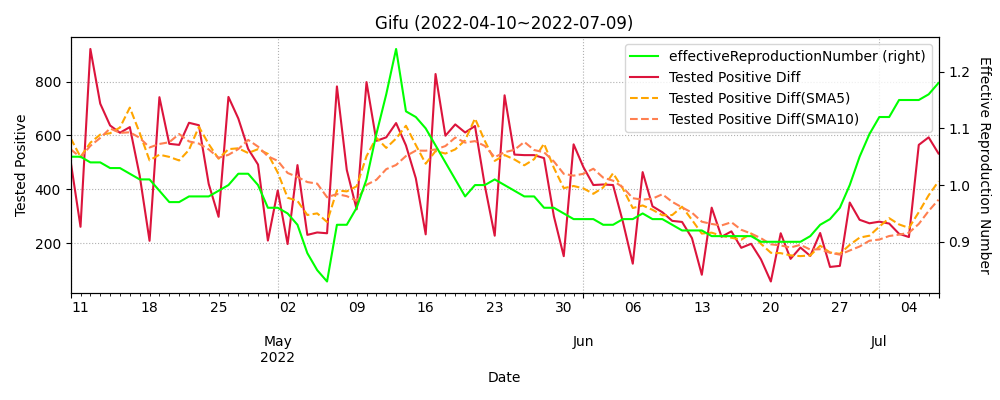 Gifu (2022-04-10~2022-07-09)
effectiveReproductionNumber (right)
Tested Positive Diff
Tested Positive Diff(SMA5)
Tested Positive Diff(SMA10)
Tested Positive
800
600
400
200
Effective Reproduction Number
1.2
1.1
1.0
0.9
11 18 25 02 09 16 23 30 06 13 20 27 04
May Jun Jul
2022
Date